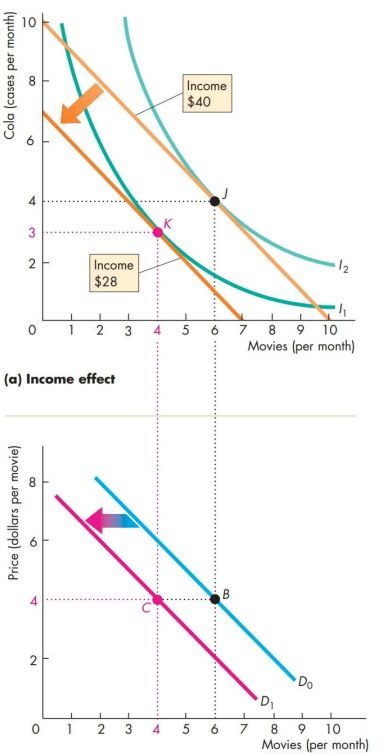 Cola (cases per month)
10
8
6
4
3
2
0
Income
$40
J
K
Income
$28
I2
I1
1 2 3 4 5 6 7 8 9 10
Movies (per month)
(a) Income effect
Price (dollars per movie)
8
6
4
2
0
B
C
D0
D1
1 2 3 4 5 6 7 8 9 10
Movies (per month)